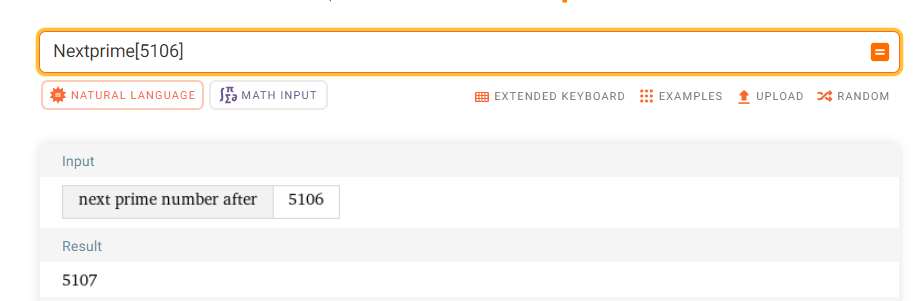 Nextprime[5106]
NATURAL LANGUAGE MATH INPUT EXTENDED KEYBOARD EXAMPLES UPLOAD RANDOM
Input
next prime number after 5106
Result
5107